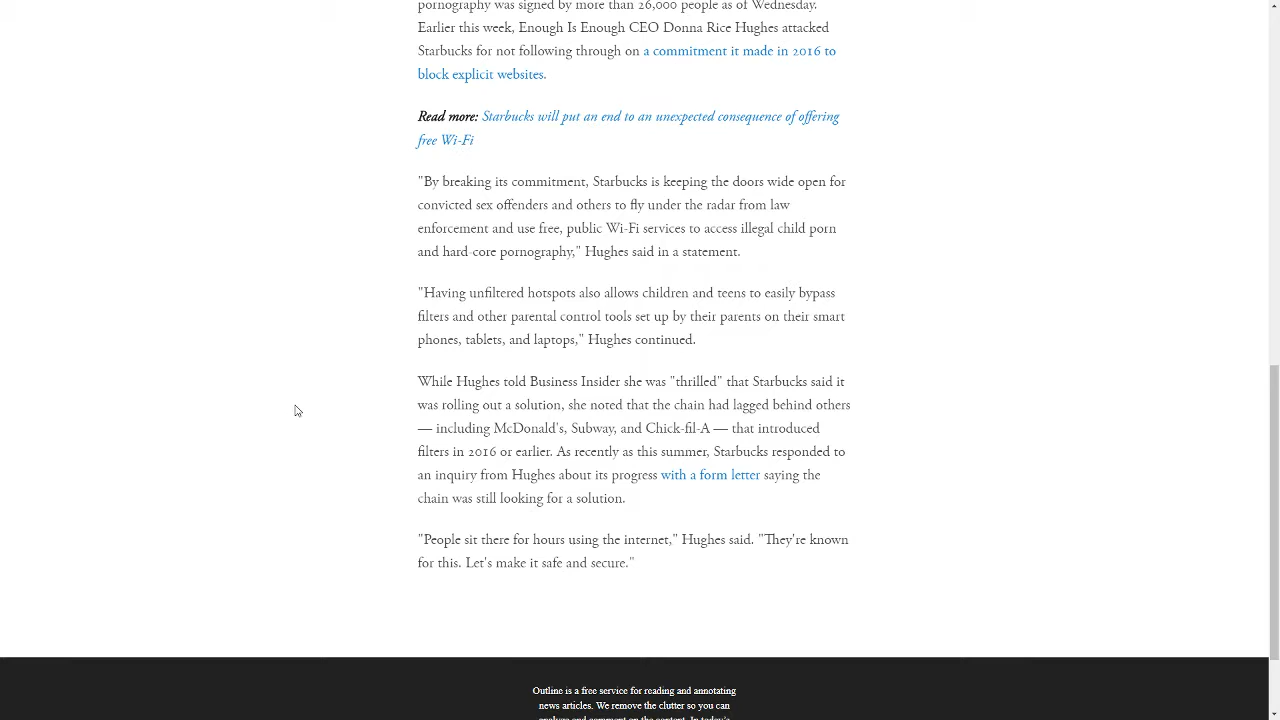 pornography was signed by more than 26,000 people as of Wednesday.
Earlier this week, Enough Is Enough CEO Donna Rice Hughes attacked
Starbucks for not following through on a commitment it made in 2016 to
block explicit websites.
Read more: Starbucks will put an end to an unexpected consequence of offering
free Wi-Fi
"By breaking its commitment, Starbucks is keeping the doors wide open for
convicted sex offenders and others to fly under the radar from law
enforcement and use free, public Wi-Fi services to access illegal child porn
and hard-core pornography," Hughes said in a statement.
"Having unfiltered hotspots also allows children and teens to easily bypass
filters and other parental control tools set up by their parents on their smart
phones, tablets, and laptops," Hughes continued.
While Hughes told Business Insider she was "thrilled" that Starbucks said it
was rolling out a solution, she noted that the chain had lagged behind others
— including McDonald's, Subway, and Chick-fil-A — that introduced
filters in 2016 or earlier. As recently as this summer, Starbucks responded to
an inquiry from Hughes about its progress with a form letter saying the
chain was still looking for a solution.
"People sit there for hours using the internet," Hughes said. "They're known
for this. Let's make it safe and secure."
Outline is a free service for reading and annotating
news articles. We remove the clutter so you can
analyze and comment on the content. In today's